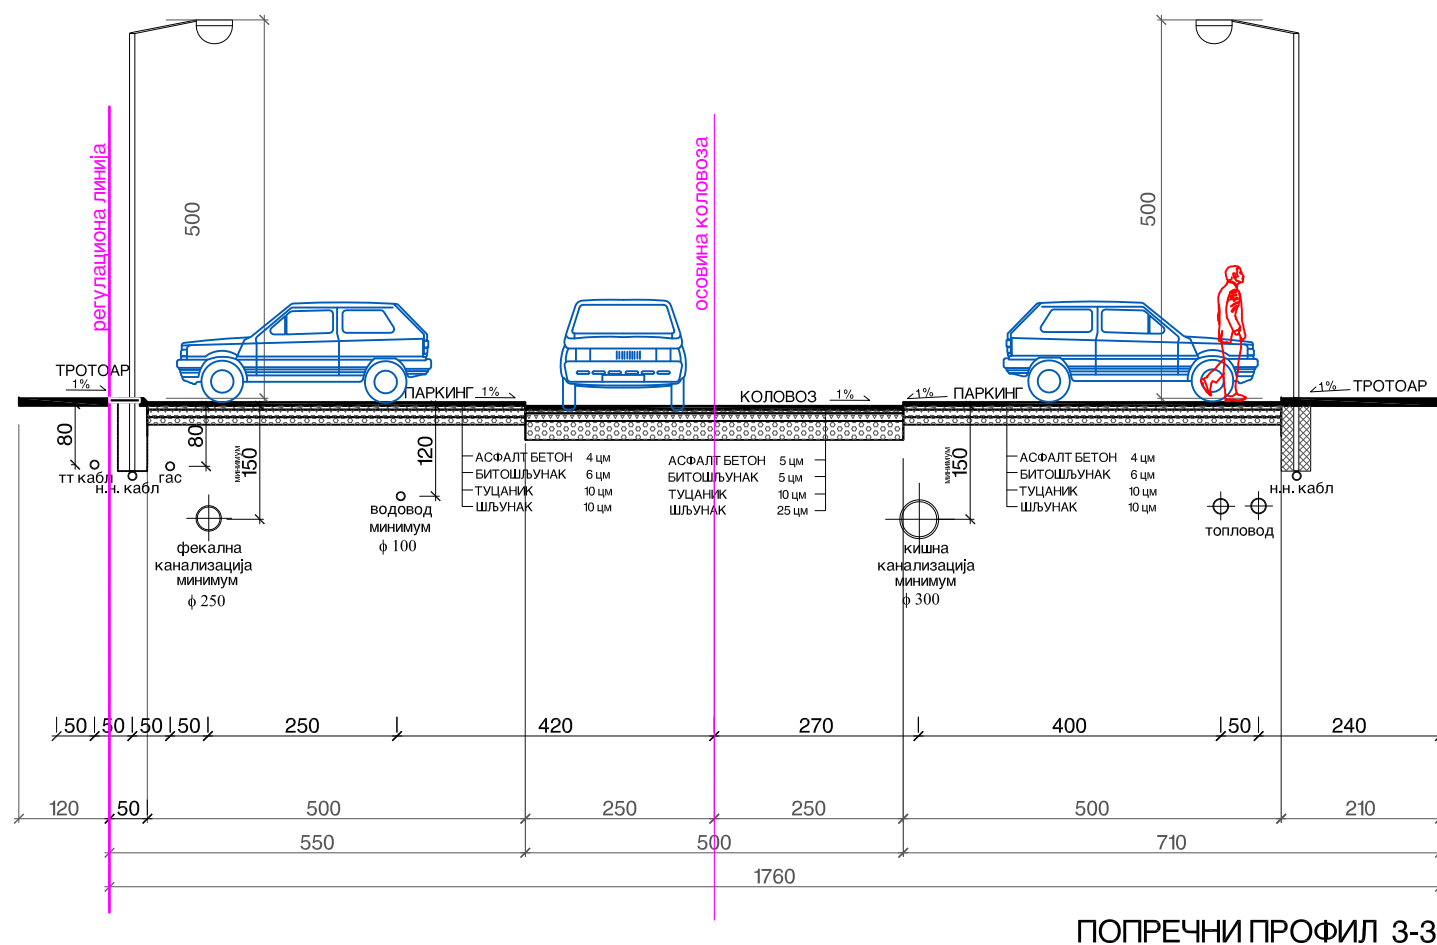 500
500
регулациона линија
осовина коловоза
ТРОТОАР
1%
ПАРКИНГ 1%
КОЛОВОЗ 1%
1% ПАРКИНГ
1% ТРОТОАР
80
80
минимум
150
120
минимум
150
тт кабл
н.н. кабл
гас
АСФАЛТ БЕТОН 4 цм
БИТОШЉУНАК 6 цм
ТУЦАНИК 10 цм
ШЉУНАК 10 цм
АСФАЛТ БЕТОН 5 цм
БИТОШЉУНАК 5 цм
ТУЦАНИК 10 цм
ШЉУНАК 25 цм
АСФАЛТ БЕТОН 4 цм
БИТОШЉУНАК 6 цм
ТУЦАНИК 10 цм
ШЉУНАК 10 цм
н.н. кабл
водовод
минимум
ϕ 100
топловод
фекална
канализација
минимум
ϕ 250
кишна
канализација
минимум
ϕ 300
50 50 50 50 250 420 270 400 50 240
120 50 500 250 250 500 210
550 500 710
1760
ПОПРЕЧНИ ПРОФИЛ 3-3